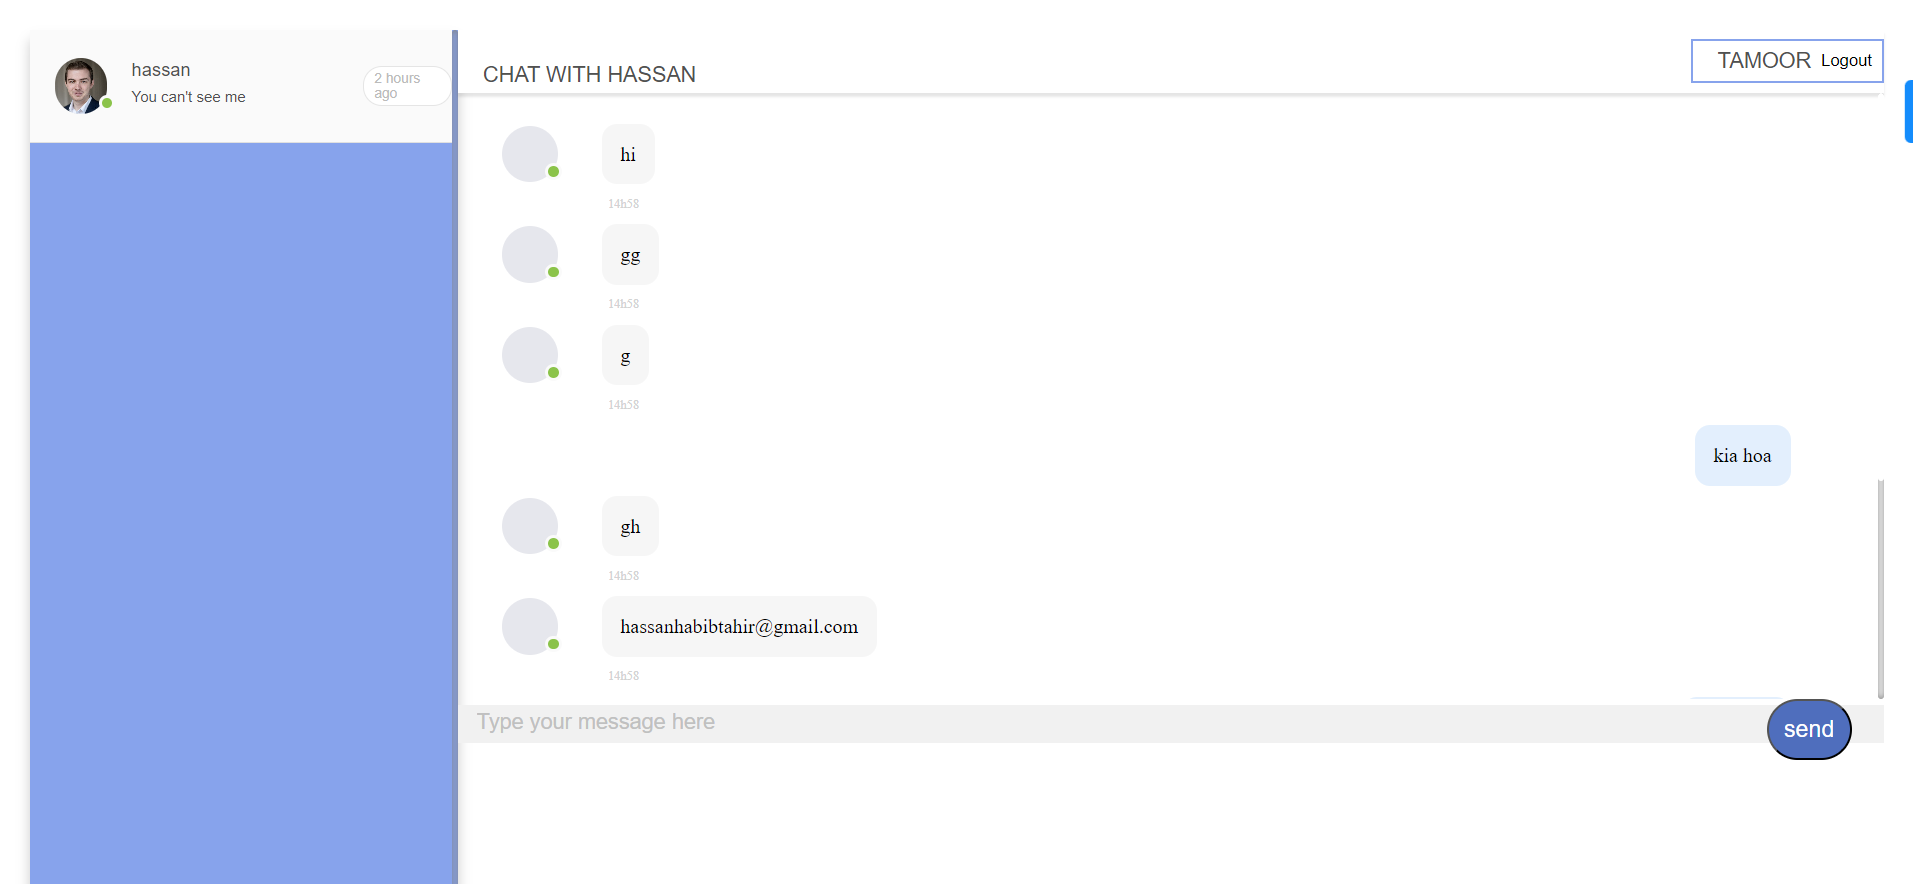 hassan
You can't see me
2 hours
ago
CHAT WITH HASSAN
TAMOOR Logout
hi
14h58
gg
14h58
g
14h58
kia hoa
gh
14h58
hassanhabibtahir@gmail.com
14h58
Type your message here
send